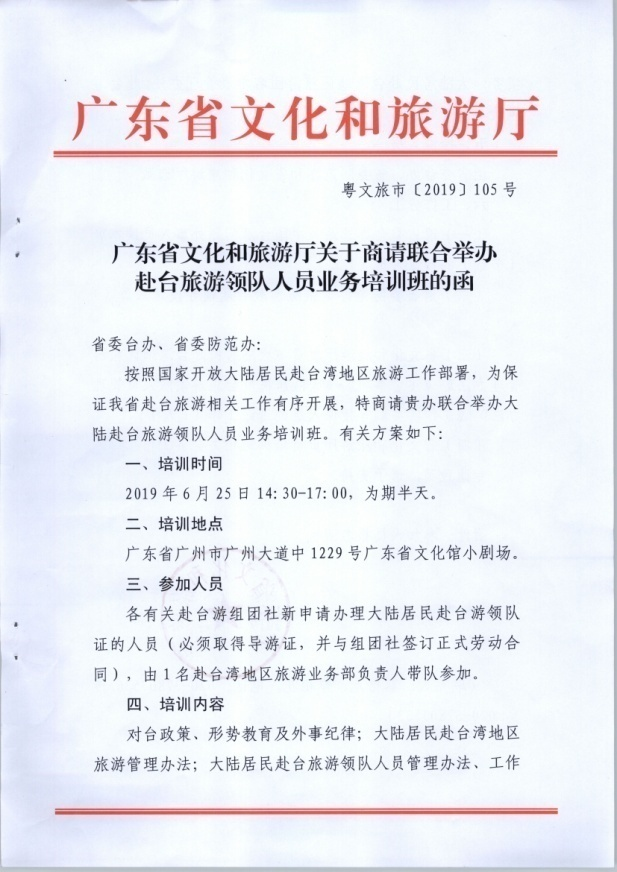 广东省文化和旅游厅
粤文旅市〔2019〕105号
广东省文化和旅游厅关于商请联合举办
赴台旅游领队人员业务培训班的函
省委台办、省委防范办：
按照国家开放大陆居民赴台湾地区旅游工作部署，为保
证我省赴台旅游相关工作有序开展，特商请贵办联合举办大
陆赴台旅游领队人员业务培训班。有关方案如下：
一、培训时间
2019年6月25日14:30-17:00，为期半天。
二、培训地点
广东省广州市广州大道中1229号广东省文化馆小剧场。
三、参加人员
各有关赴台游组团社新申请办理大陆居民赴台游领队
证的人员（必须取得导游证，并与组团社签订正式劳动合
同），由1名赴台湾地区旅游业务部负责人带队参加。
四、培训内容
对台政策、形势教育及外事纪律；大陆居民赴台湾地区
旅游管理办法；大陆居民赴台旅游领队人员管理办法、工作